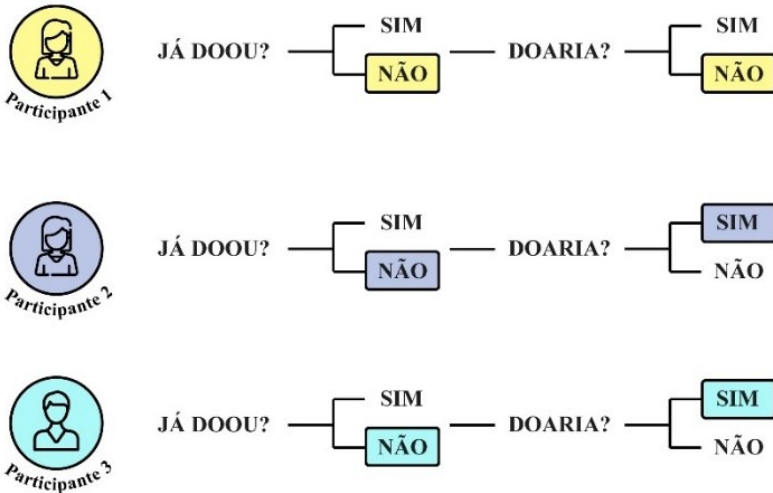 JÁ DOOU?
SIM
NÃO
DOARIA?
SIM
NÃO
Participante 1
JÁ DOOU?
SIM
NÃO
DOARIA?
SIM
NÃO
Participante 2
JÁ DOOU?
SIM
NÃO
DOARIA?
SIM
NÃO
Participante 3